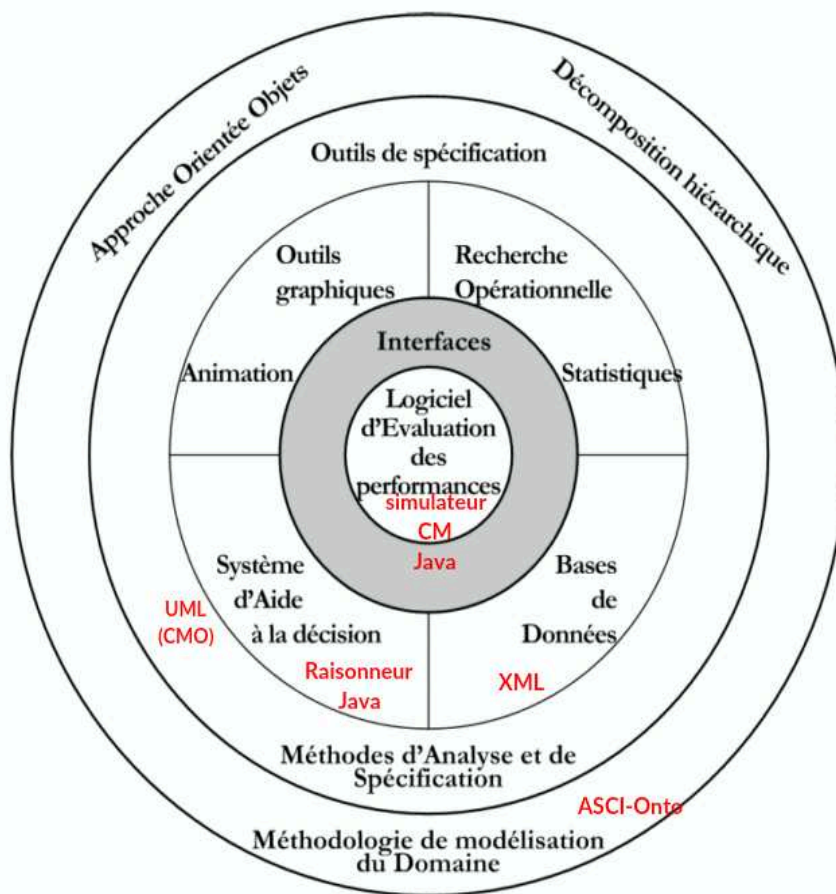 Approche Orientée Objets
Décomposition hiérarchique
Outils de spécification
Outils
graphiques
Recherche
Opérationnelle
Animation
Interfaces
Statistiques
Logiciel
d'Evaluation
des
performances
simulateur
CM
Java
Système
d'Aide
à la décision
Bases
de
Données
UML
(CMO)
Raisonneur
Java
XML
Méthodes d'Analyse et de
Spécification
ASCI-Onto
Méthodologie de modélisation
du Domaine